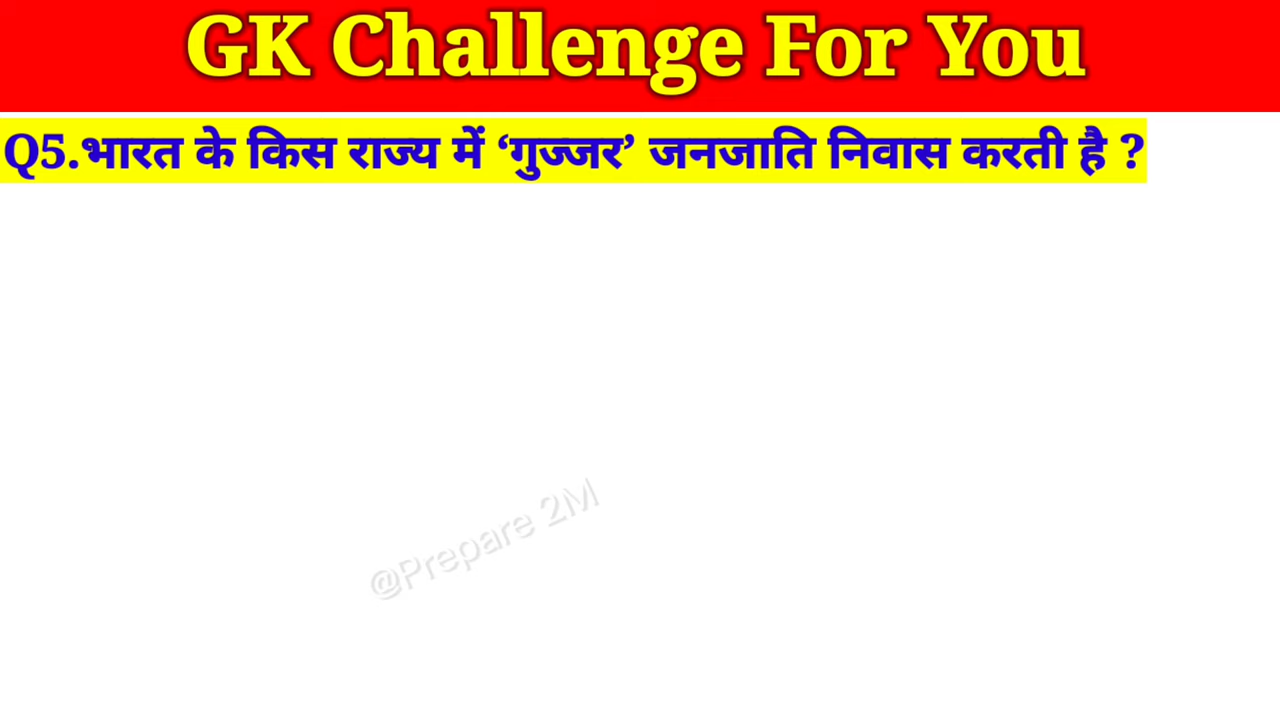 GK Challenge For You
Q5.भारत के किस राज्य में ‘गुज्जर’ जनजाति निवास करती है ?
@Prepare 2M